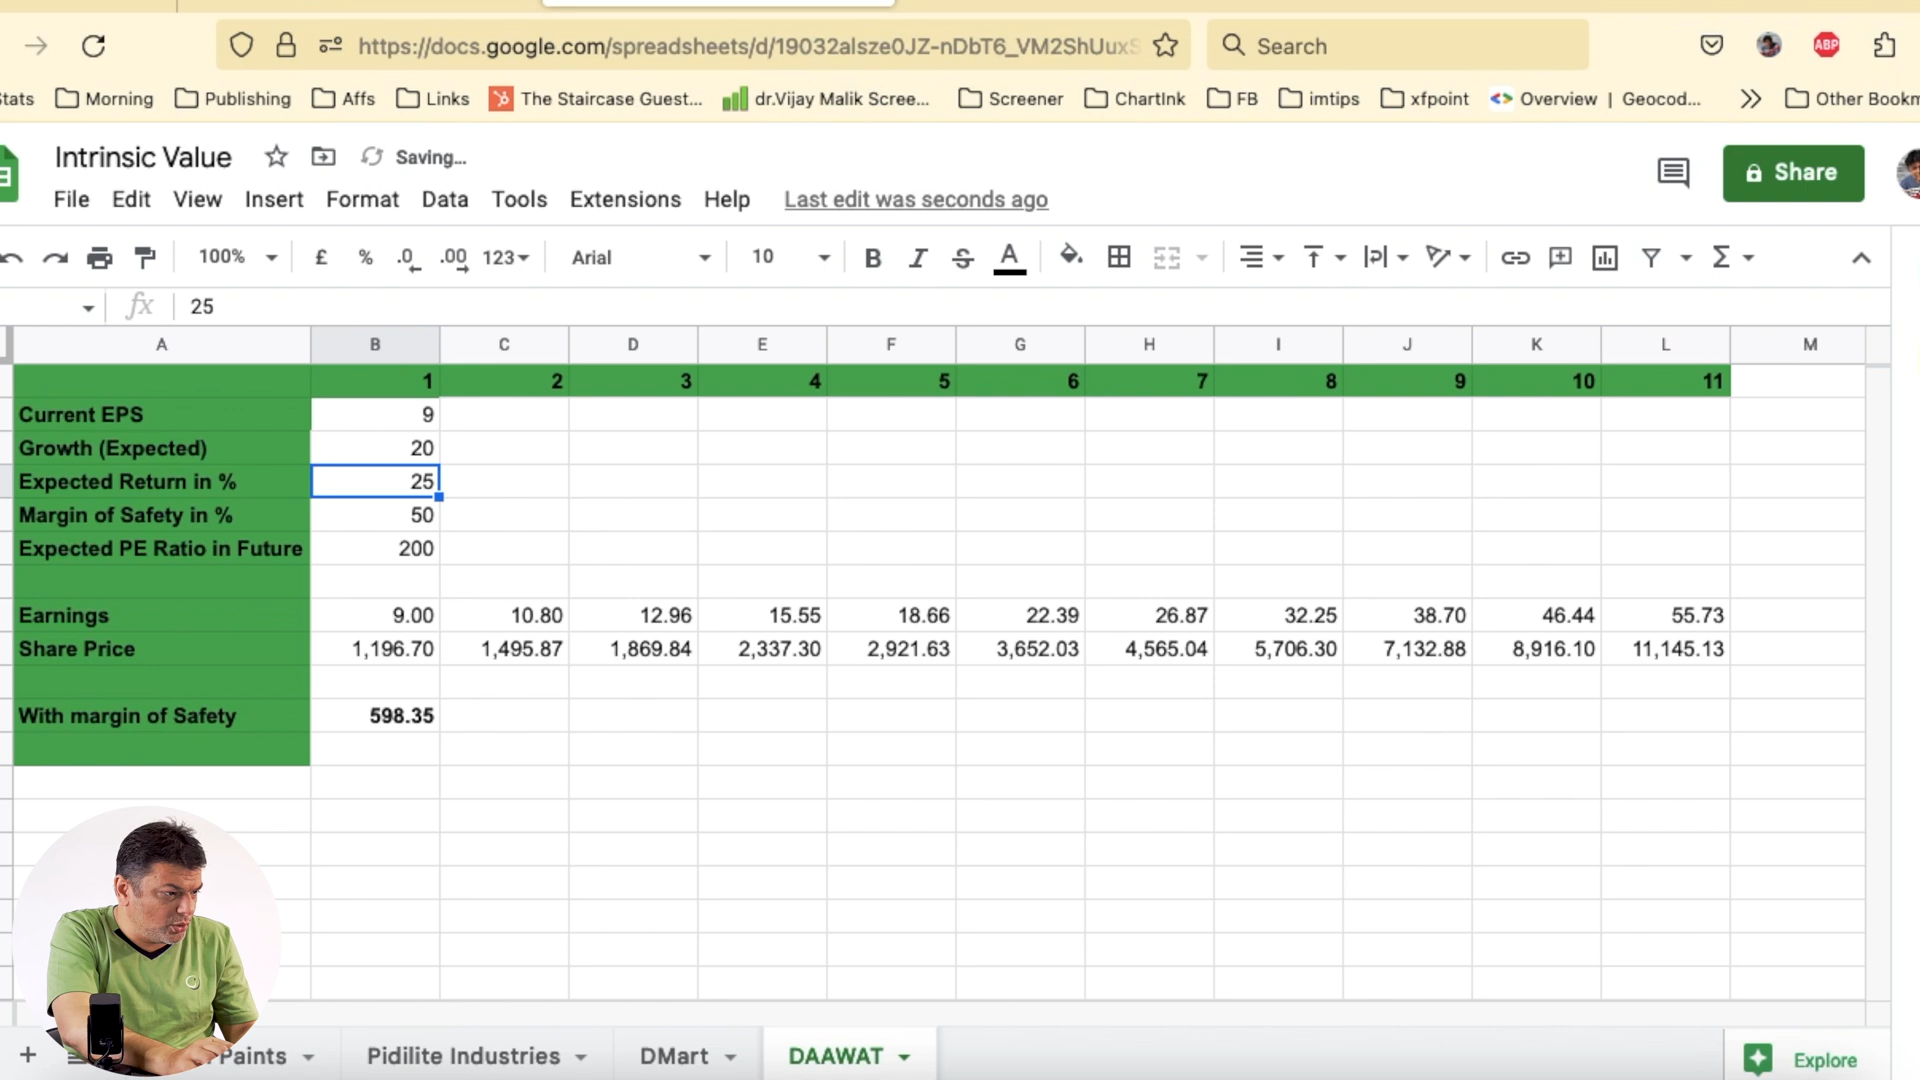 https://docs.google.com/spreadsheets/d/19032alsze0JZ-nDbT6_VM2ShUuxS
Search
ABP
Stats Morning Publishing Affs Links The Staircase Guest... dr.Vijay Malik Scree... Screener ChartInk FB imtips xfpoint Overview | Geocod... Other Bookm
Intrinsic Value Saving...
Share
File Edit View Insert Format Data Tools Extensions Help Last edit was seconds ago
100% £ % .0 .00 123 Arial 10 B I S A Σ
fx 25
A B C D E F G H I J K L M
1 2 3 4 5 6 7 8 9 10 11
Current EPS 9
Growth (Expected) 20
Expected Return in % 25
Margin of Safety in % 50
Expected PE Ratio in Future 200
Earnings 9.00 10.80 12.96 15.55 18.66 22.39 26.87 32.25 38.70 46.44 55.73
Share Price 1,196.70 1,495.87 1,869.84 2,337.30 2,921.63 3,652.03 4,565.04 5,706.30 7,132.88 8,916.10 11,145.13
With margin of Safety 598.35
+ Paints Pidilite Industries DMart DAAWAT Explore